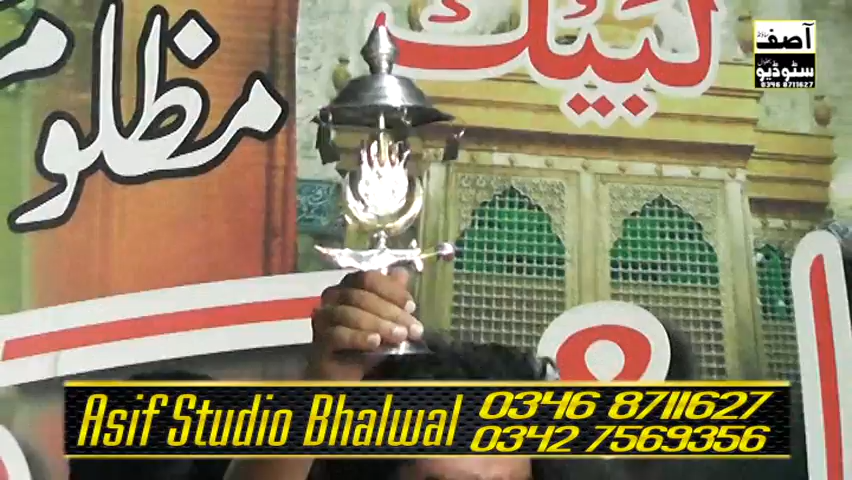 لبیک
مظلوم
آصف
سٹوڈیو
0346 8711627
Asif Studio Bhalwal
0346 8711627
0342 7569356